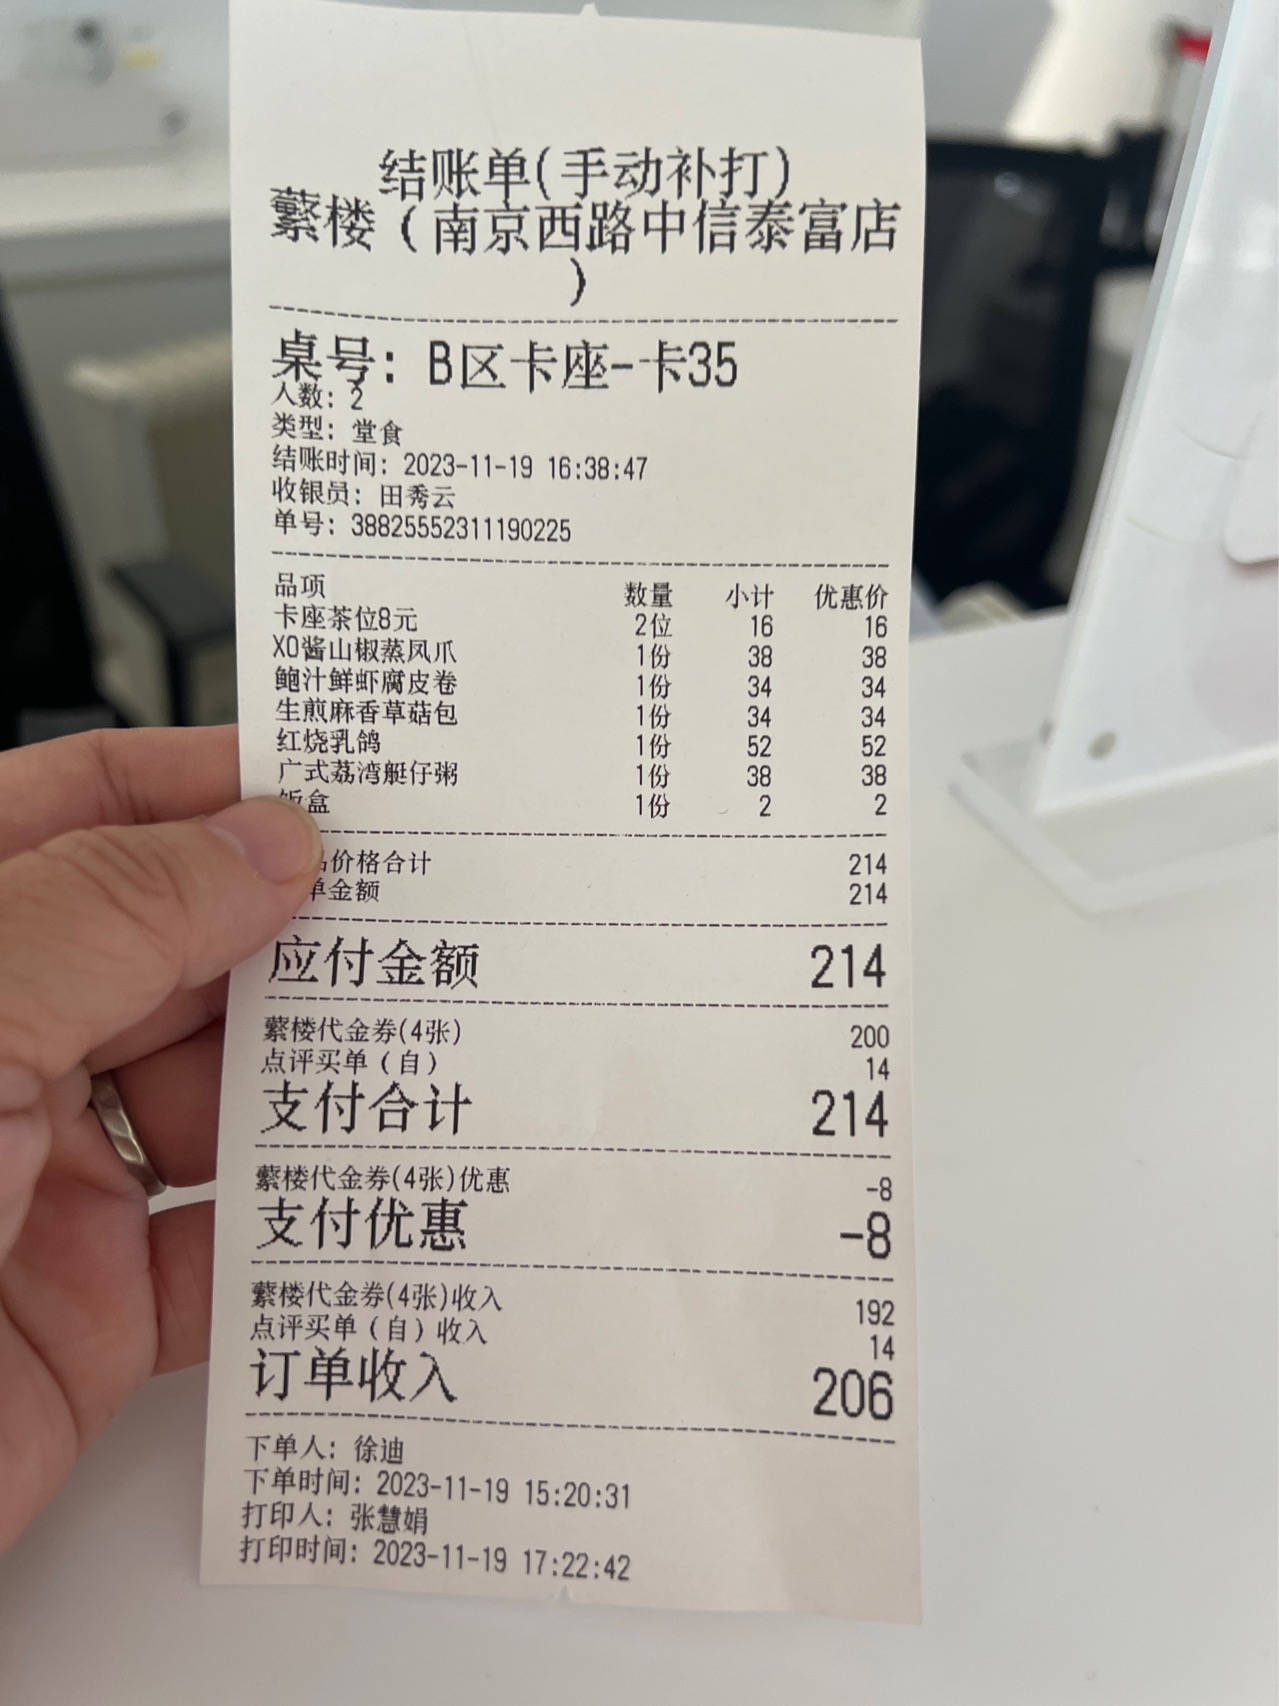 结账单(手动补打)
蘩楼（南京西路中信泰富店
）
桌号: B区卡座-卡35
人数: 2
类型: 堂食
结账时间: 2023-11-19 16:38:47
收银员: 田秀云
单号: 38825552311190225
品项 数量 小计 优惠价
卡座茶位8元 2位 16 16
XO酱山椒蒸凤爪 1份 38 38
鲍汁鲜虾腐皮卷 1份 34 34
生煎麻香草菇包 1份 34 34
红烧乳鸽 1份 52 52
广式荔湾艇仔粥 1份 38 38
饭盒 1份 2 2
品价格合计 214
单金额 214
应付金额 214
蘩楼代金券(4张) 200
点评买单（自） 14
支付合计 214
蘩楼代金券(4张)优惠 -8
支付优惠 -8
蘩楼代金券(4张)收入 192
点评买单（自）收入 14
订单收入 206
下单人: 徐迪
下单时间: 2023-11-19 15:20:31
打印人: 张慧娟
打印时间: 2023-11-19 17:22:42